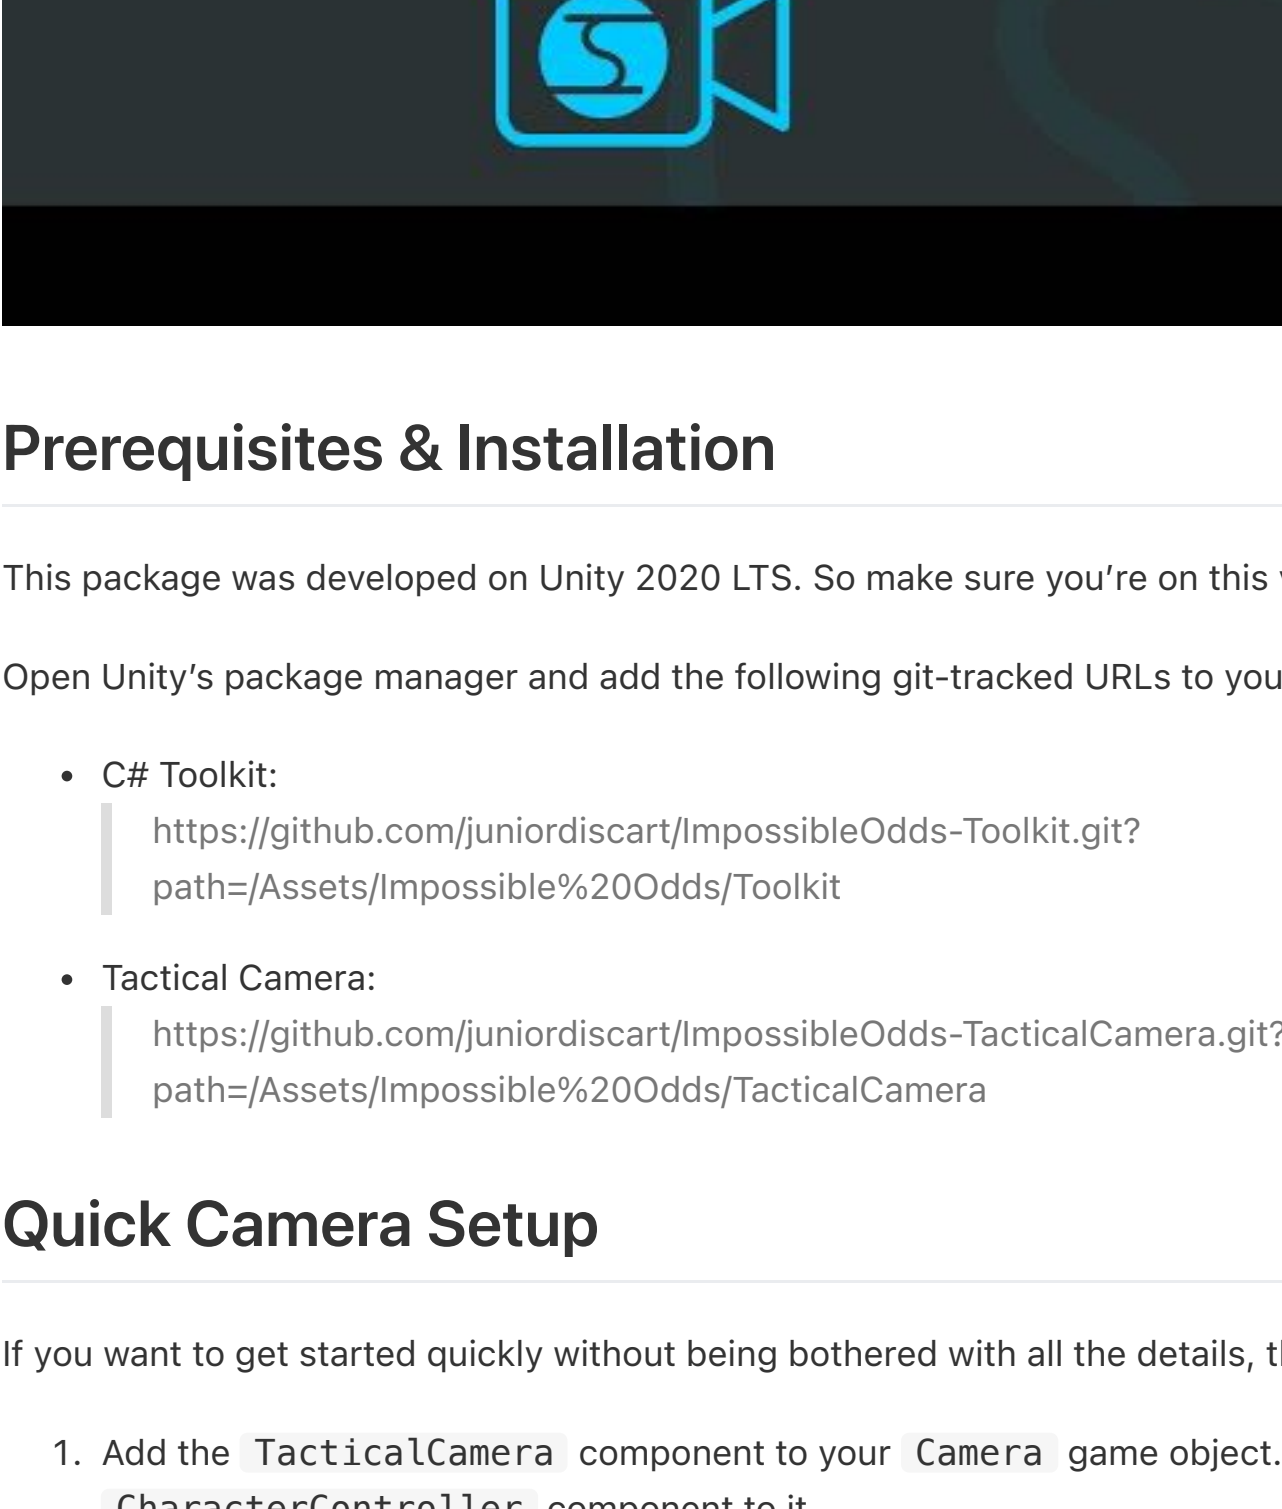 Prerequisites & Installation
This package was developed on Unity 2020 LTS. So make sure you’re on this
Open Unity’s package manager and add the following git-tracked URLs to you
• C# Toolkit:
https://github.com/juniordiscart/ImpossibleOdds-Toolkit.git?
path=/Assets/Impossible%20Odds/Toolkit
• Tactical Camera:
https://github.com/juniordiscart/ImpossibleOdds-TacticalCamera.git?
path=/Assets/Impossible%20Odds/TacticalCamera
Quick Camera Setup
If you want to get started quickly without being bothered with all the details,
1. Add the TacticalCamera component to your Camera game object.
CharacterController component to it